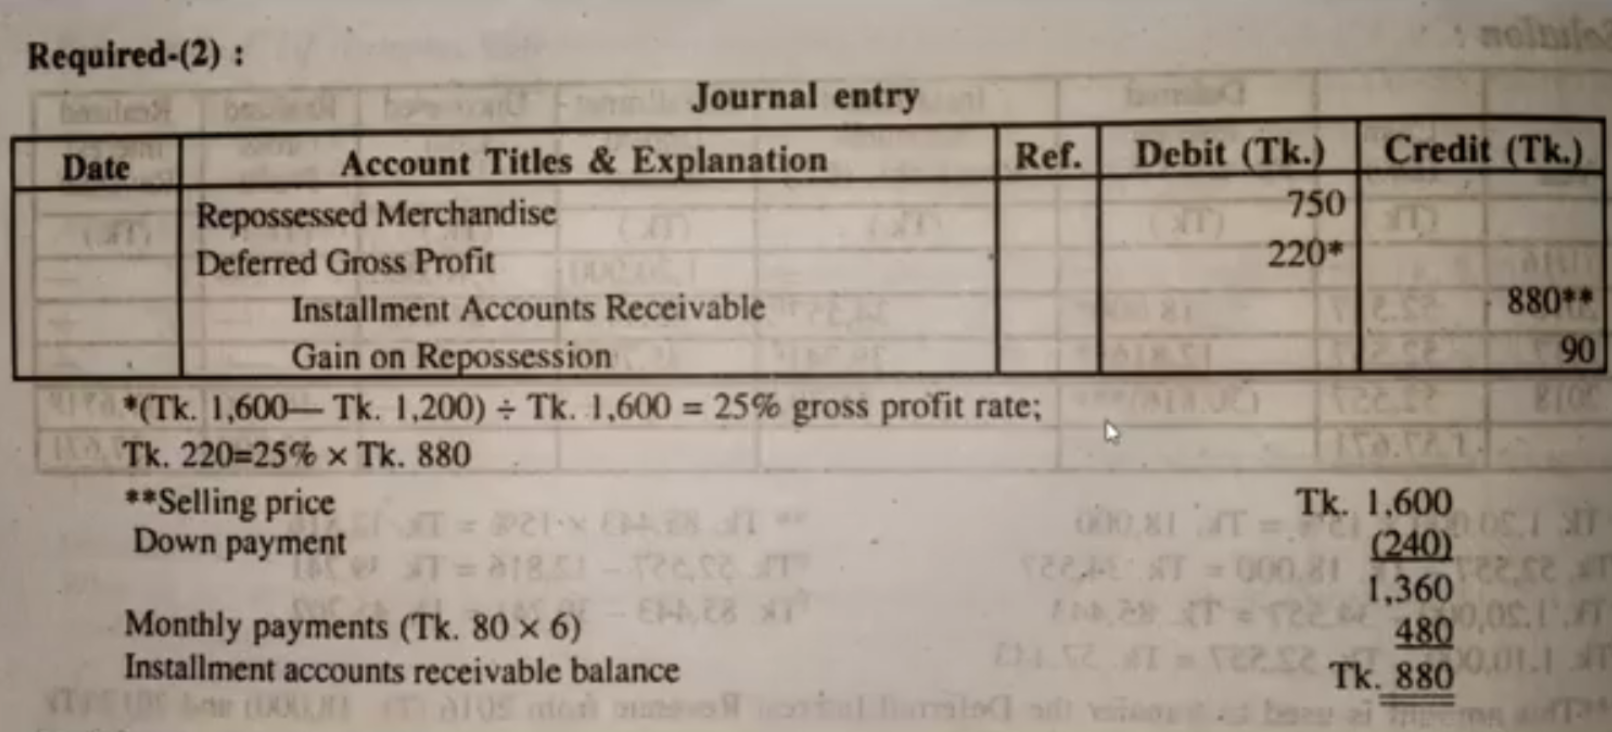 Required-(2) :
Journal entry
Date Account Titles & Explanation Ref. Debit (Tk.) Credit (Tk.)
Repossessed Merchandise 750
Deferred Gross Profit 220*
Installment Accounts Receivable 880**
Gain on Repossession 90
*(Tk. 1,600— Tk. 1,200) ÷ Tk. 1,600 = 25% gross profit rate;
Tk. 220=25% × Tk. 880
**Selling price Tk. 1,600
Down payment (240)
1,360
Monthly payments (Tk. 80 × 6) 480
Installment accounts receivable balance Tk. 880